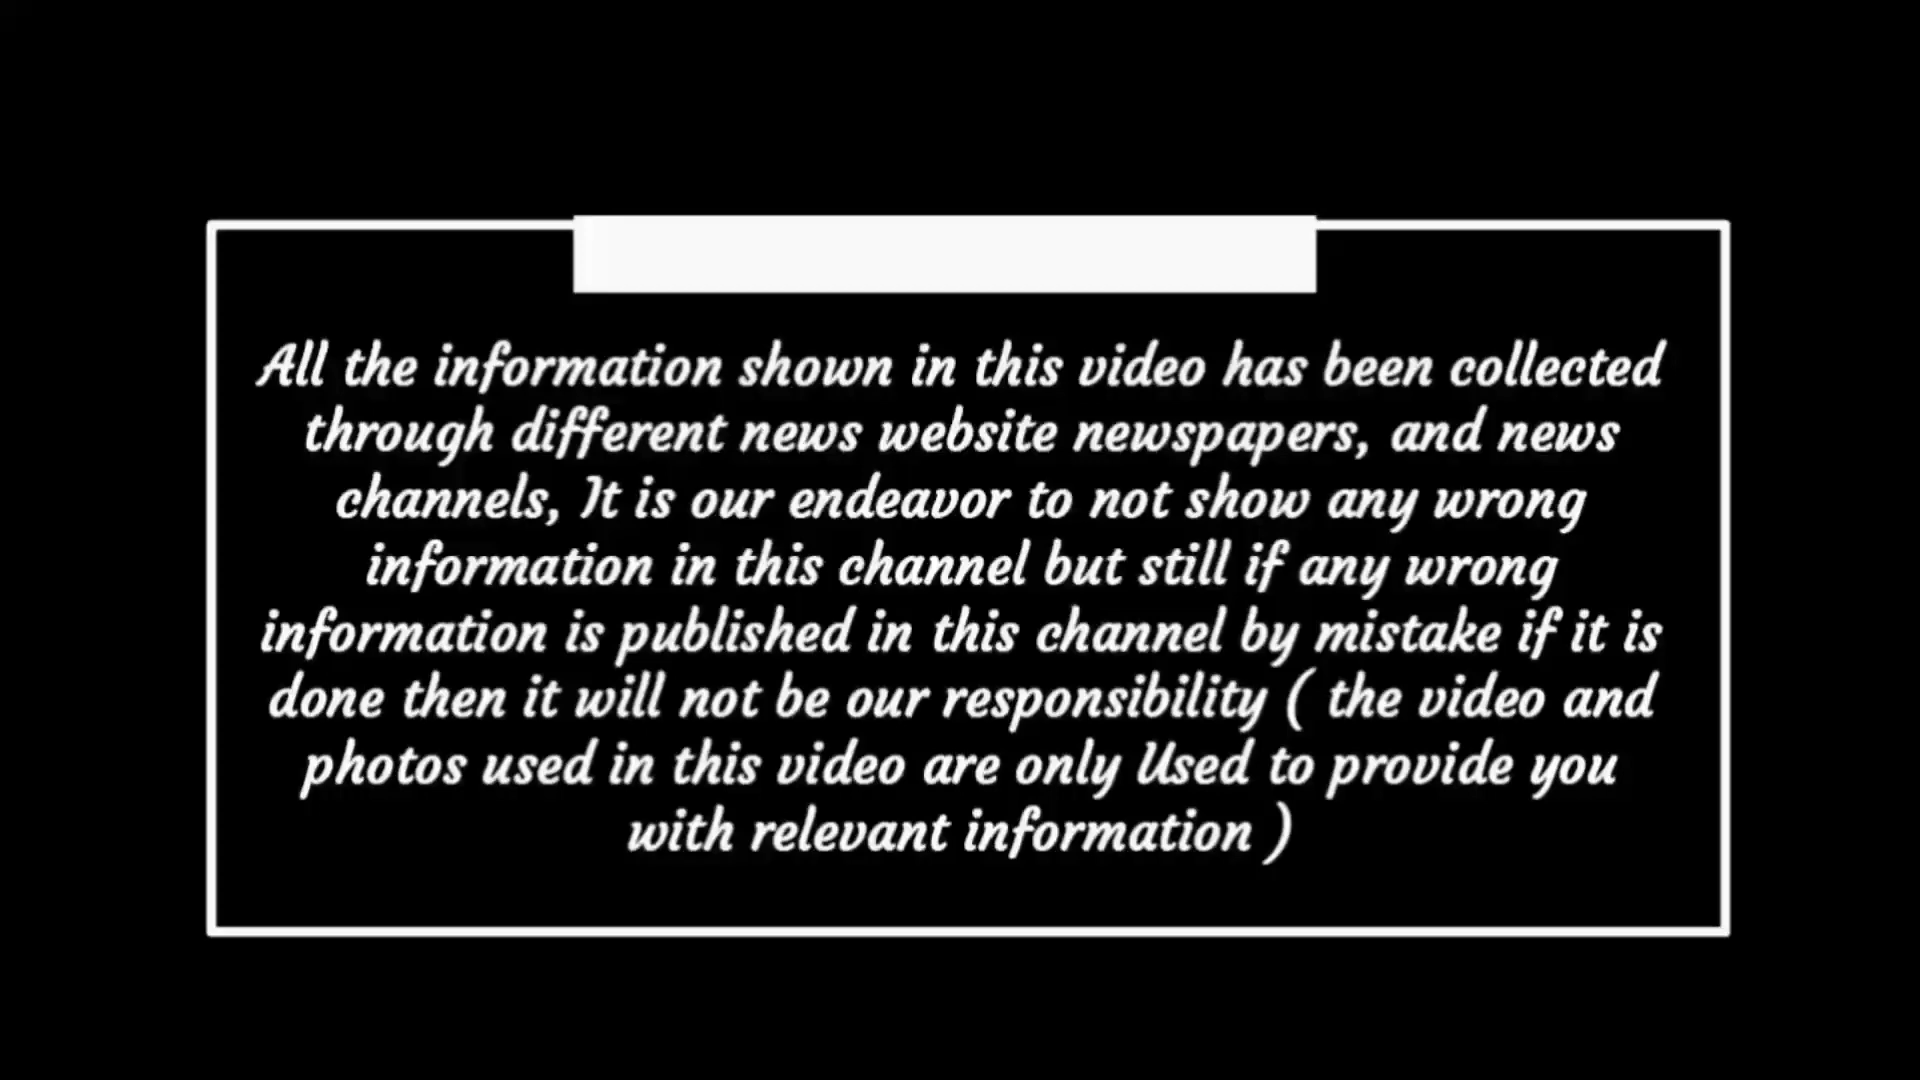 All the information shown in this video has been collected
through different news website newspapers, and news
channels, It is our endeavor to not show any wrong
information in this channel but still if any wrong
information is published in this channel by mistake if it is
done then it will not be our responsibility ( the video and
photos used in this video are only Used to provide you
with relevant information )